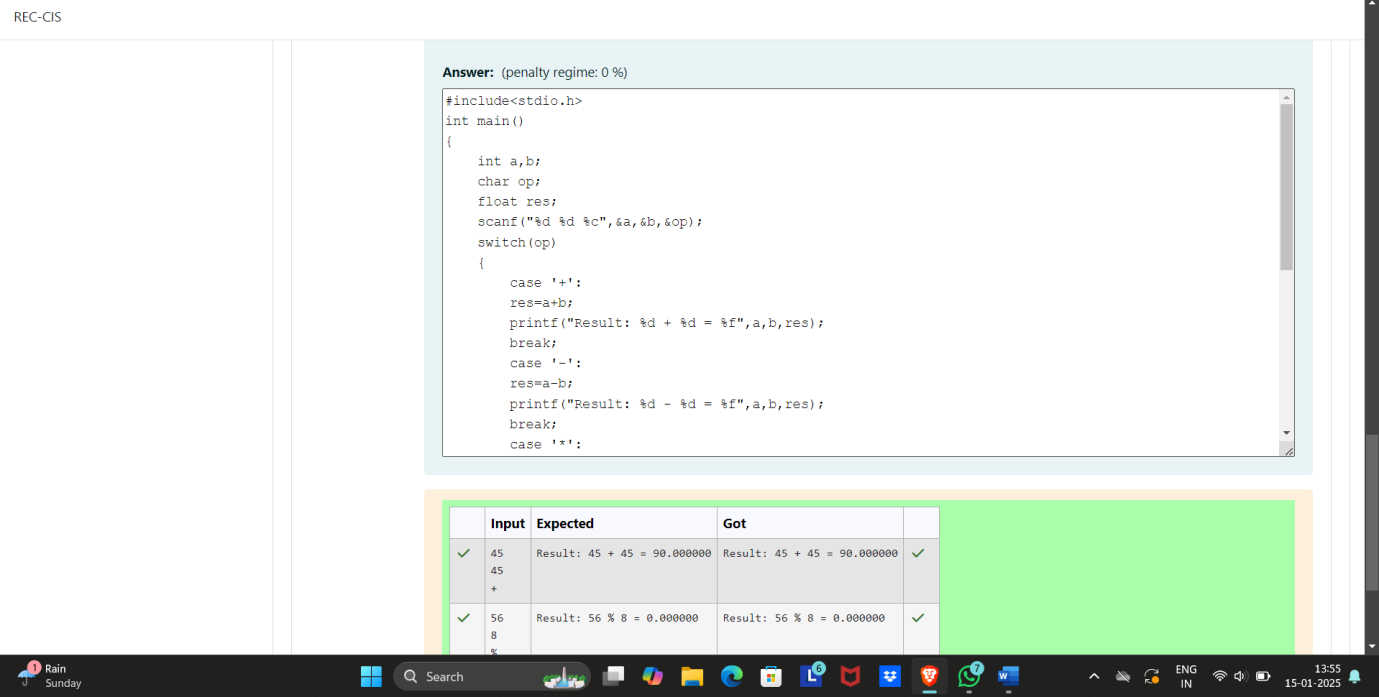 REC-CIS
Answer: (penalty regime: 0 %)
#include<stdio.h>
int main()
{
    int a,b;
    char op;
    float res;
    scanf("%d %d %c",&a,&b,&op);
    switch(op)
    {
        case '+':
        res=a+b;
        printf("Result: %d + %d = %f",a,b,res);
        break;
        case '-':
        res=a-b;
        printf("Result: %d - %d = %f",a,b,res);
        break;
        case '*':
Input Expected Got
45 Result: 45 + 45 = 90.000000 Result: 45 + 45 = 90.000000
45
+
56 Result: 56 % 8 = 0.000000 Result: 56 % 8 = 0.000000
8
%
1 Rain
Sunday
Search
L 6
7
W
ENG
IN
13:55
15-01-2025